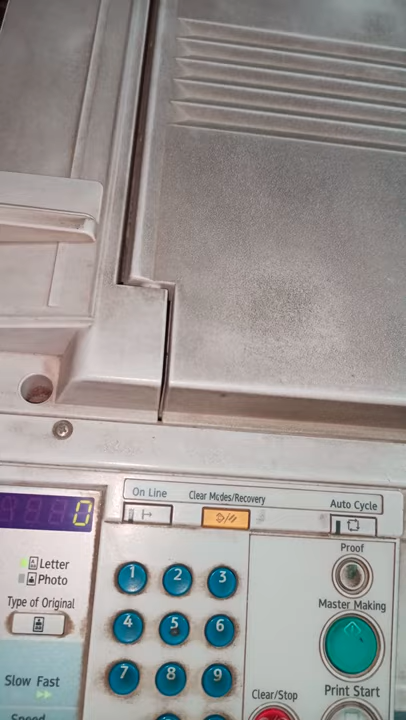 On Line
Clear Modes/Recovery
Auto Cycle
0
Letter
Photo
Type of Original
Slow Fast
Speed
1 2 3
4 5 6
7 8 9
Proof
Master Making
Clear/Stop
Print Start